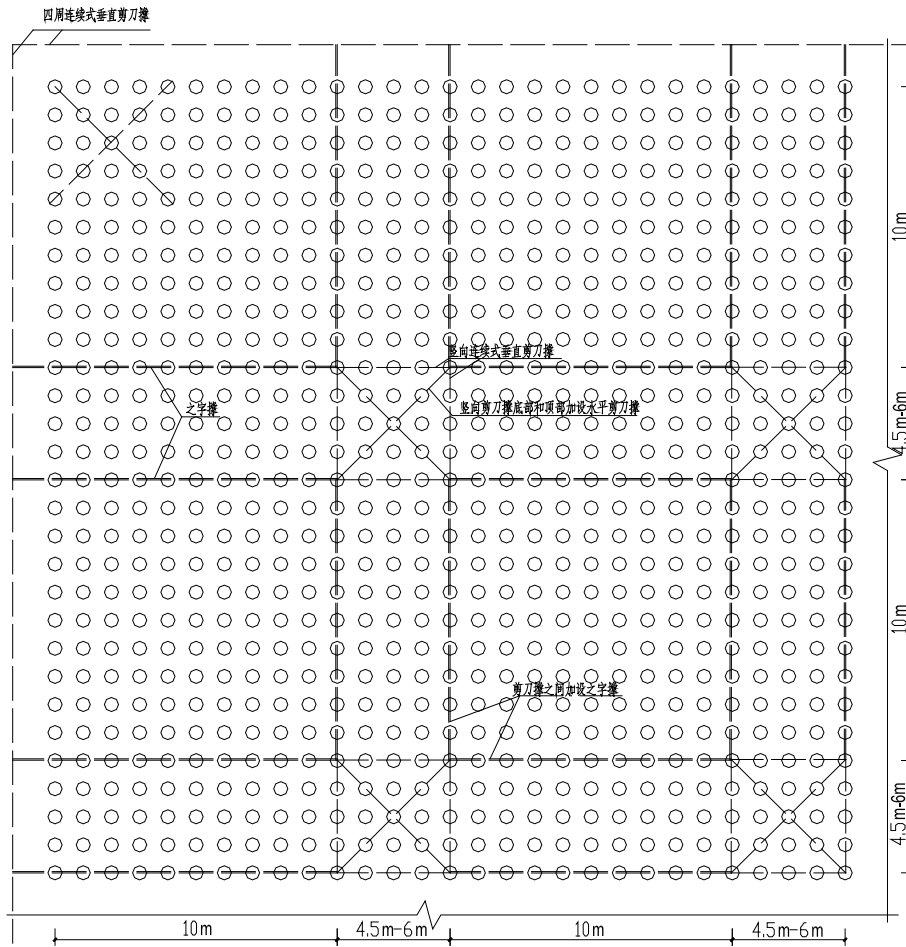 四周连续式垂直剪刀撑
10m
竖向连续式垂直剪刀撑
之字撑
竖向剪刀撑底部和顶部加设水平剪刀撑
4.5m-6m
10m
剪刀撑之间加设之字撑
4.5m-6m
10m
4.5m-6m
10m
4.5m-6m